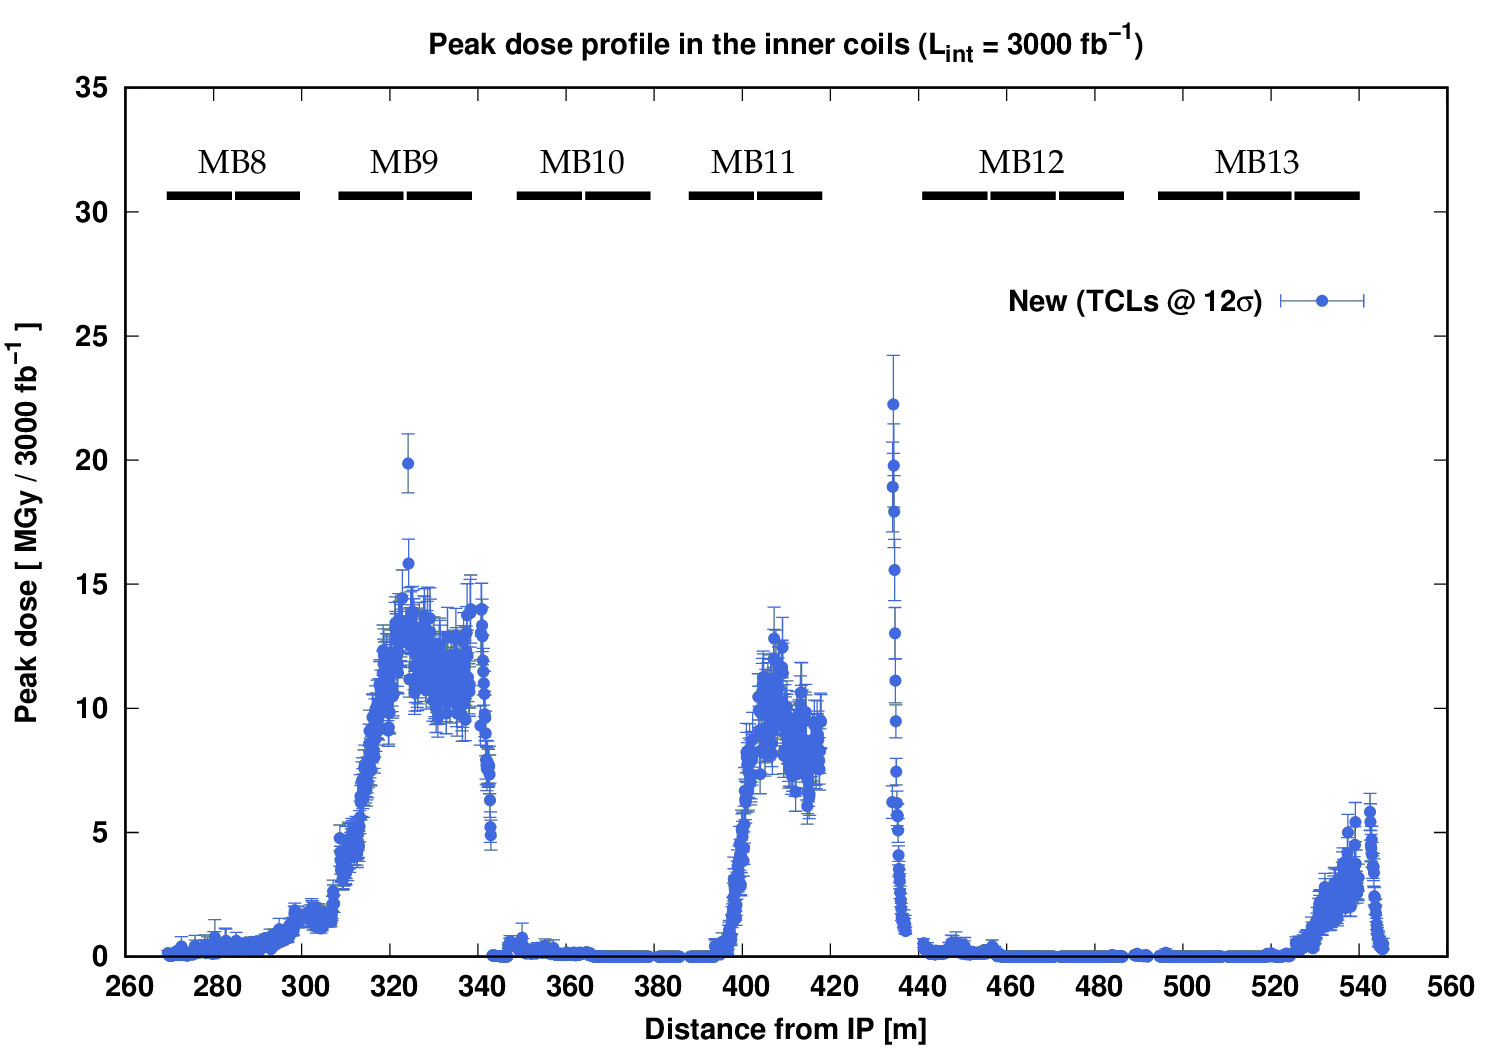 Peak dose profile in the inner coils (L_int = 3000 fb⁻¹)
Peak dose [ MGy / 3000 fb⁻¹ ]
35
30
25
20
15
10
5
0
MB8 MB9 MB10 MB11 MB12 MB13
New (TCLs @ 12σ)
260 280 300 320 340 360 380 400 420 440 460 480 500 520 540 560
Distance from IP [m]